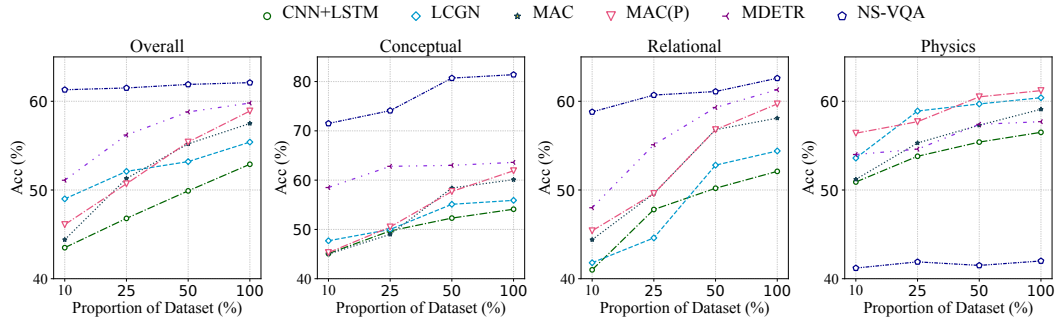 CNN+LSTM LCGN MAC MAC(P) MDETR NS-VQA
Overall Conceptual Relational Physics
Acc (%)
60
50
40
10 25 50 100
Proportion of Dataset (%)
Acc (%)
80
70
60
50
40
10 25 50 100
Proportion of Dataset (%)
Acc (%)
60
50
40
10 25 50 100
Proportion of Dataset (%)
Acc (%)
60
50
40
10 25 50 100
Proportion of Dataset (%)